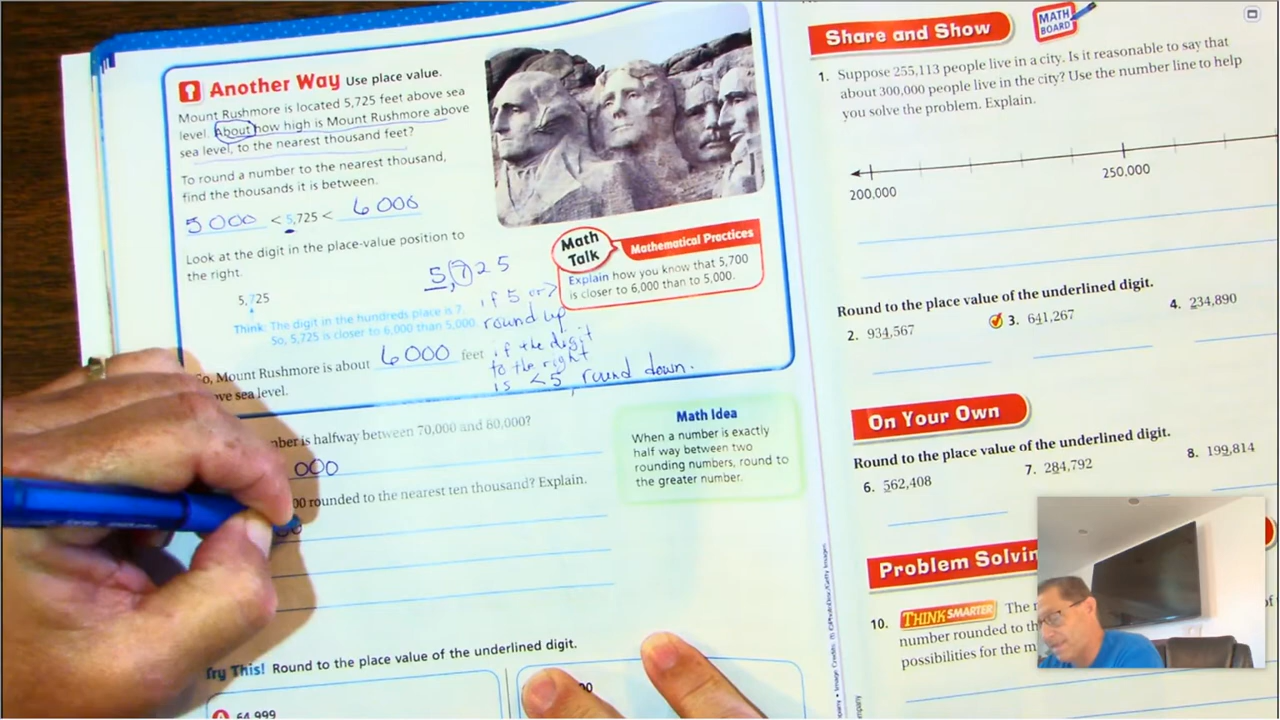 Another Way Use place value.
Mount Rushmore is located 5,725 feet above sea
level. About how high is Mount Rushmore above
sea level, to the nearest thousand feet?
To round a number to the nearest thousand,
find the thousands it is between.
5000 < 5,725 < 6000
Look at the digit in the place-value position to
the right.
5,725
5,725
Think: The digit in the hundreds place is 7.
So, 5,725 is closer to 6,000 than 5,000.
if 5 or >
round up
if the digit
to the right
is <5, round down.
So, Mount Rushmore is about 6000 feet
above sea level.
Math
Talk
Mathematical Practices
Explain how you know that 5,700
is closer to 6,000 than to 5,000.
is halfway between 70,000 and 80,000?
000
rounded to the nearest ten thousand? Explain.
Math Idea
When a number is exactly
half way between two
rounding numbers, round to
the greater number.
Try This! Round to the place value of the underlined digit.
A 64,999
Share and Show
MATH
BOARD
1. Suppose 255,113 people live in a city. Is it reasonable to say that
about 300,000 people live in the city? Use the number line to help
you solve the problem. Explain.
200,000
250,000
Round to the place value of the underlined digit.
2. 934,567
3. 641,267
4. 234,890
On Your Own
Round to the place value of the underlined digit.
6. 562,408
7. 284,792
8. 199,814
Problem Solvin
10. THINK SMARTER The
number rounded to th
possibilities for the m